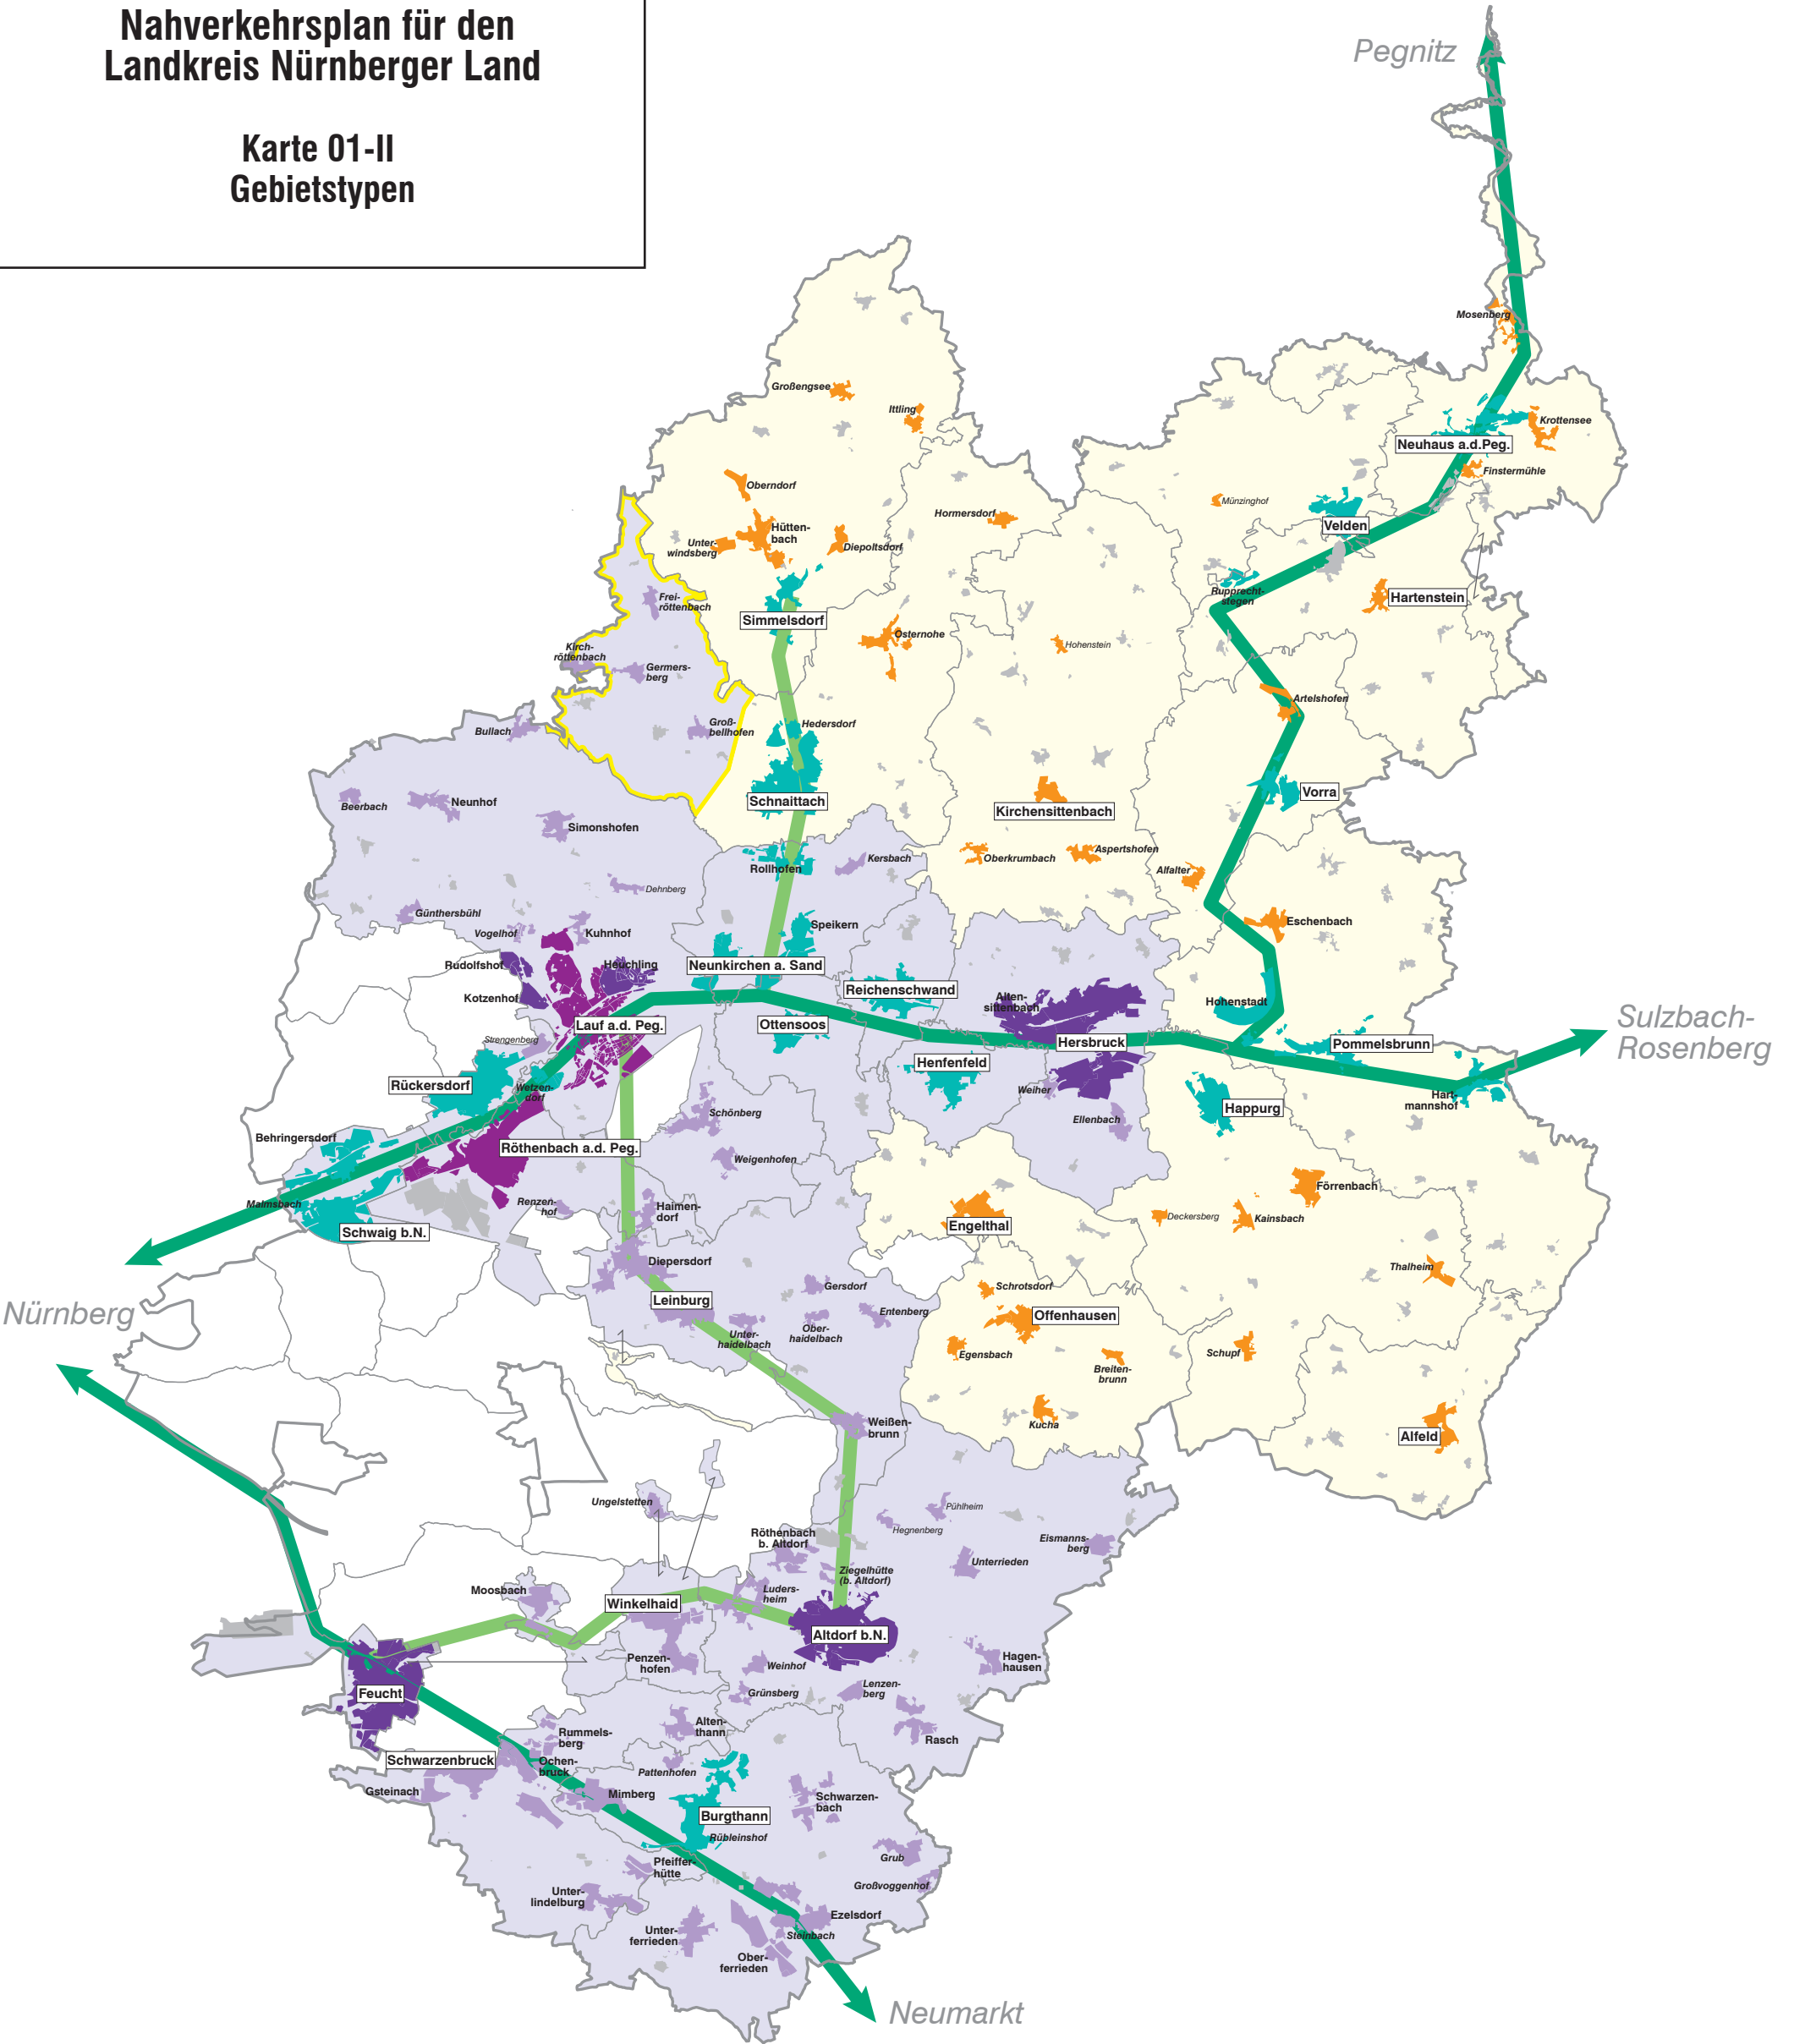 Nahverkehrsplan für den
Landkreis Nürnberger Land
Karte 01-II
Gebietstypen
Pegnitz
Mosenberg
Großengsee
Ittling
Krottensee
Neuhaus a.d.Peg.
Finstermühle
Oberndorf
Münzinghof
Hormersdorf
Velden
Hütten-
bach
Unter-
windsberg
Diepoltsdorf
Rupprecht-
stegen
Hartenstein
Frei-
röttenbach
Simmelsdorf
Osternohe
Hohenstein
Kirch-
röttenbach
Germers-
berg
Artelshofen
Hedersdorf
Groß-
bellhofen
Bullach
Vorra
Schnaittach
Neunhof
Beerbach
Kirchensittenbach
Simonshofen
Aspertshofen
Oberkrumbach
Kersbach
Rollhofen
Alfalter
Dehnberg
Günthersbühl
Eschenbach
Speikern
Vogelhof
Kuhnhof
Rudolfshof
Heuchling
Neunkirchen a. Sand
Reichenschwand
Kotzenhof
Alten-
sittenbach
Hohenstadt
Sulzbach-
Rosenberg
Lauf a.d. Peg.
Ottensoos
Strengenberg
Hersbruck
Pommelsbrunn
Henfenfeld
Rückersdorf
Wetzen-
dorf
Weiher
Hart-
mannshof
Happurg
Schönberg
Ellenbach
Behringersdorf
Röthenbach a.d. Peg.
Weigenhofen
Förrenbach
Malmsbach
Renzen-
hof
Haimen-
dorf
Deckersberg
Kainsbach
Schwaig b.N.
Engelthal
Diepersdorf
Thalheim
Gersdorf
Schrotsdorf
Leinburg
Nürnberg
Entenberg
Offenhausen
Unter-
haidelbach
Ober-
haidelbach
Egensbach
Schupf
Breiten-
brunn
Kucha
Weißen-
brunn
Alfeld
Ungelstetten
Pühlheim
Hegnenberg
Röthenbach
b. Altdorf
Eismanns-
berg
Unterrieden
Ziegelhütte
(b. Altdorf)
Moosbach
Luders-
heim
Winkelhaid
Altdorf b.N.
Penzen-
hofen
Weinhof
Hagen-
hausen
Feucht
Grünsberg
Lenzen-
berg
Alten-
thann
Rummels-
berg
Rasch
Schwarzenbruck
Ochen-
bruck
Pattenhofen
Gsteinach
Mimberg
Schwarzen-
bach
Burgthann
Rübleinshof
Grub
Pfeiffer-
hütte
Großvoggenhof
Unter-
lindelburg
Ezelsdorf
Unter-
ferrieden
Steinbach
Ober-
ferrieden
Neumarkt